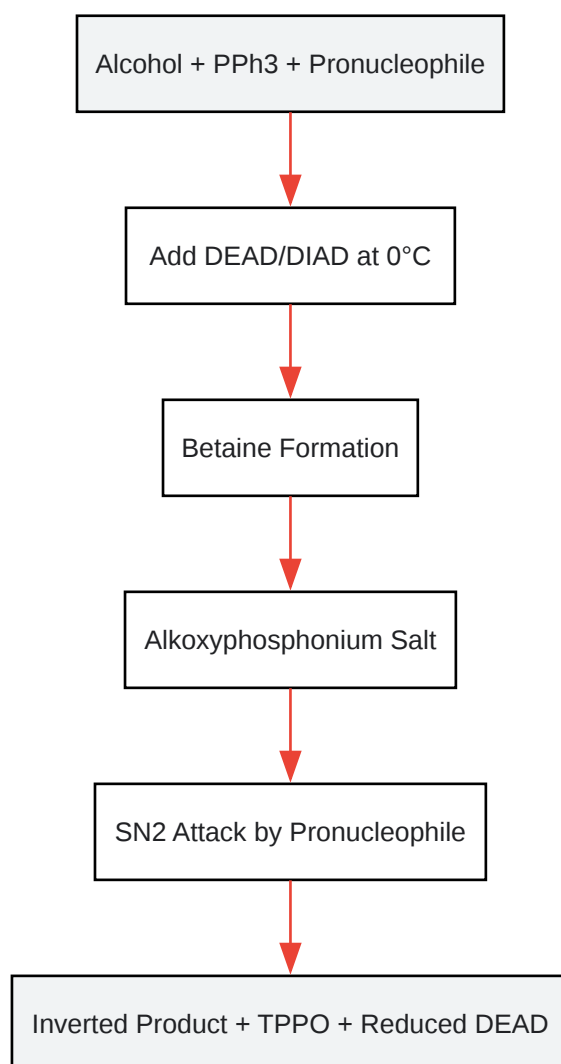 Alcohol + PPh3 + Pronucleophile
Add DEAD/DIAD at 0°C
Betaine Formation
Alkoxyphosphonium Salt
SN2 Attack by Pronucleophile
Inverted Product + TPPO + Reduced DEAD